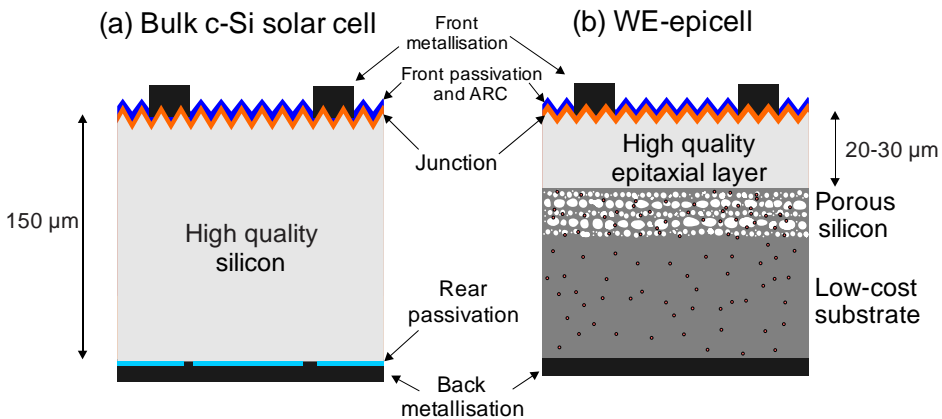 (a) Bulk c-Si solar cell
Front
metallisation
(b) WE-epicell
Front passivation
and ARC
Junction
150 µm
High quality
silicon
Rear
passivation
Back
metallisation
High quality
epitaxial layer
20-30 µm
Porous
silicon
Low-cost
substrate